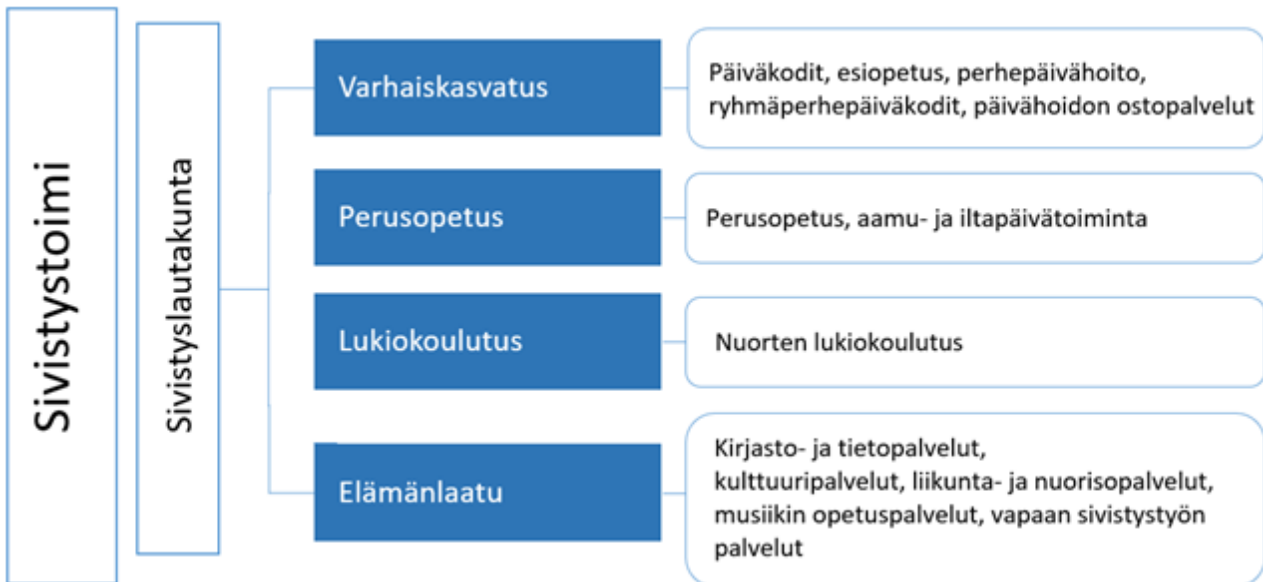 Sivistystoimi
Sivistyslautakunta
Varhaiskasvatus
Päiväkodit, esiopetus, perhepäivähoito,
ryhmäperhepäiväkodit, päivähoidon ostopalvelut
Perusopetus
Perusopetus, aamu- ja iltapäivätoiminta
Lukiokoulutus
Nuorten lukiokoulutus
Elämänlaatu
Kirjasto- ja tietopalvelut,
kulttuuripalvelut, liikunta- ja nuorisopalvelut,
musiikin opetuspalvelut, vapaan sivistystyön
palvelut